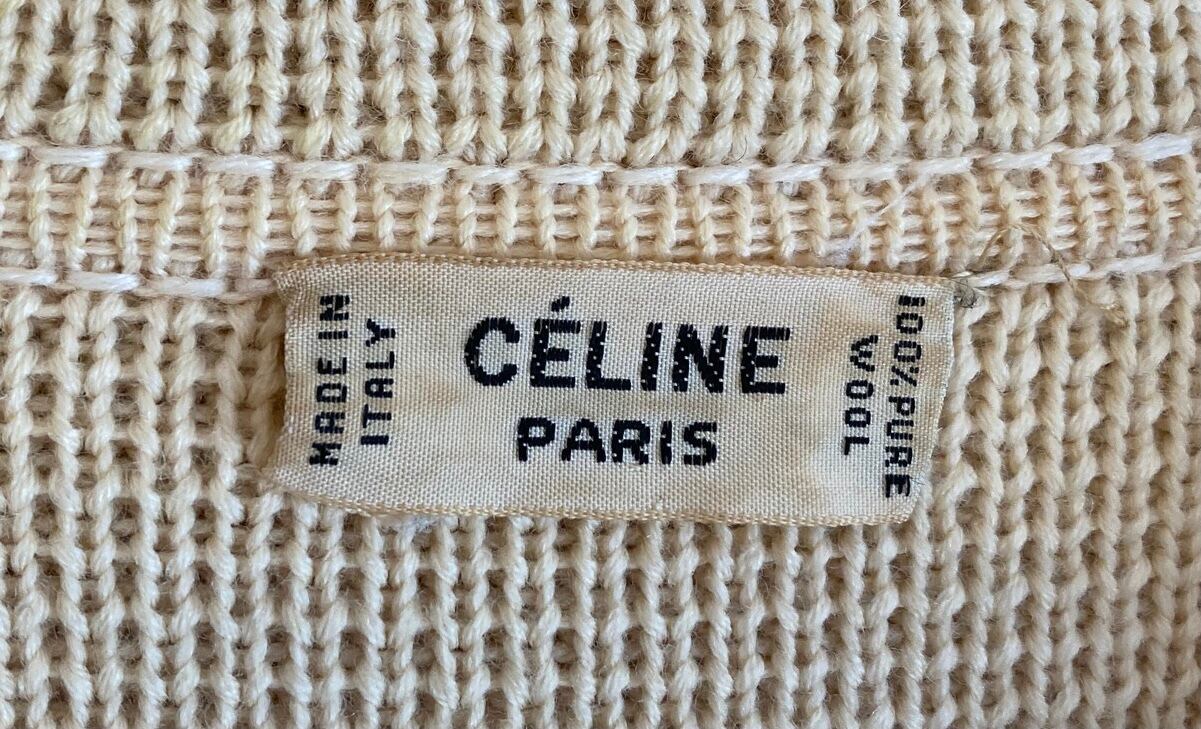 MADE IN
ITALY
CÉLINE
PARIS
100% PURE
WOOL